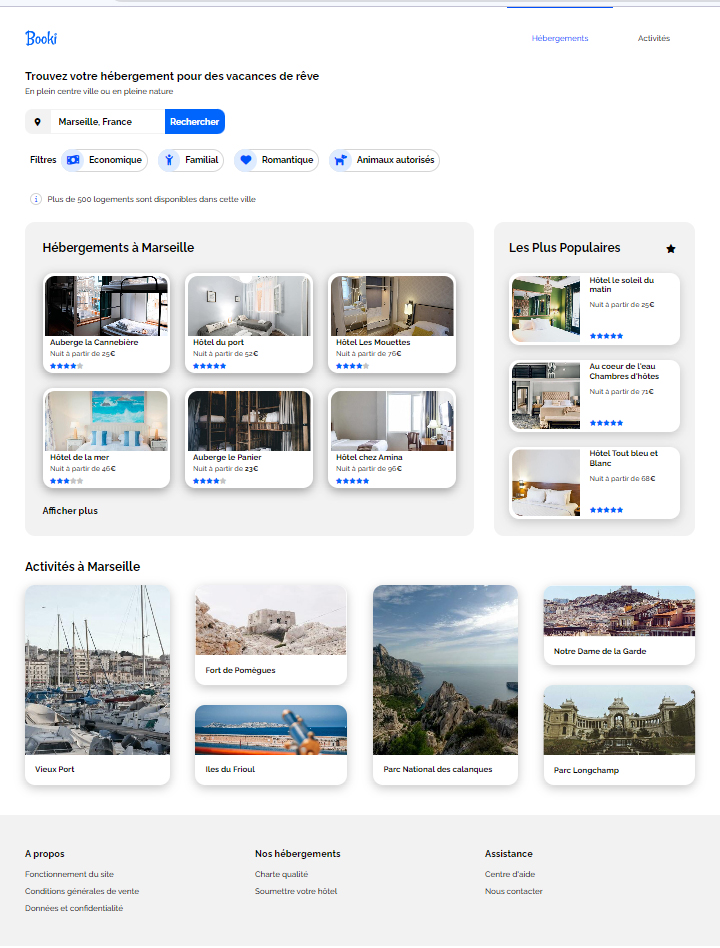 Booki
Hébergements
Activités
Trouvez votre hébergement pour des vacances de rêve
En plein centre ville ou en pleine nature
Marseille, France
Rechercher
Filtres
Economique
Familial
Romantique
Animaux autorisés
Plus de 500 logements sont disponibles dans cette ville
Hébergements à Marseille
Auberge la Cannebière
Nuit à partir de 25€
Hôtel du port
Nuit à partir de 52€
Hôtel Les Mouettes
Nuit à partir de 76€
Hôtel de la mer
Nuit à partir de 46€
Auberge le Panier
Nuit à partir de 23€
Hôtel chez Amina
Nuit à partir de 96€
Afficher plus
Les Plus Populaires
Hôtel le soleil du
matin
Nuit à partir de 25€
Au coeur de l'eau
Chambres d'hôtes
Nuit à partir de 71€
Hôtel Tout bleu et
Blanc
Nuit à partir de 68€
Activités à Marseille
Vieux Port
Fort de Pomègues
Iles du Frioul
Parc National des calanques
Notre Dame de la Garde
Parc Longchamp
A propos
Fonctionnement du site
Conditions générales de vente
Données et confidentialité
Nos hébergements
Charte qualité
Soumettre votre hôtel
Assistance
Centre d'aide
Nous contacter